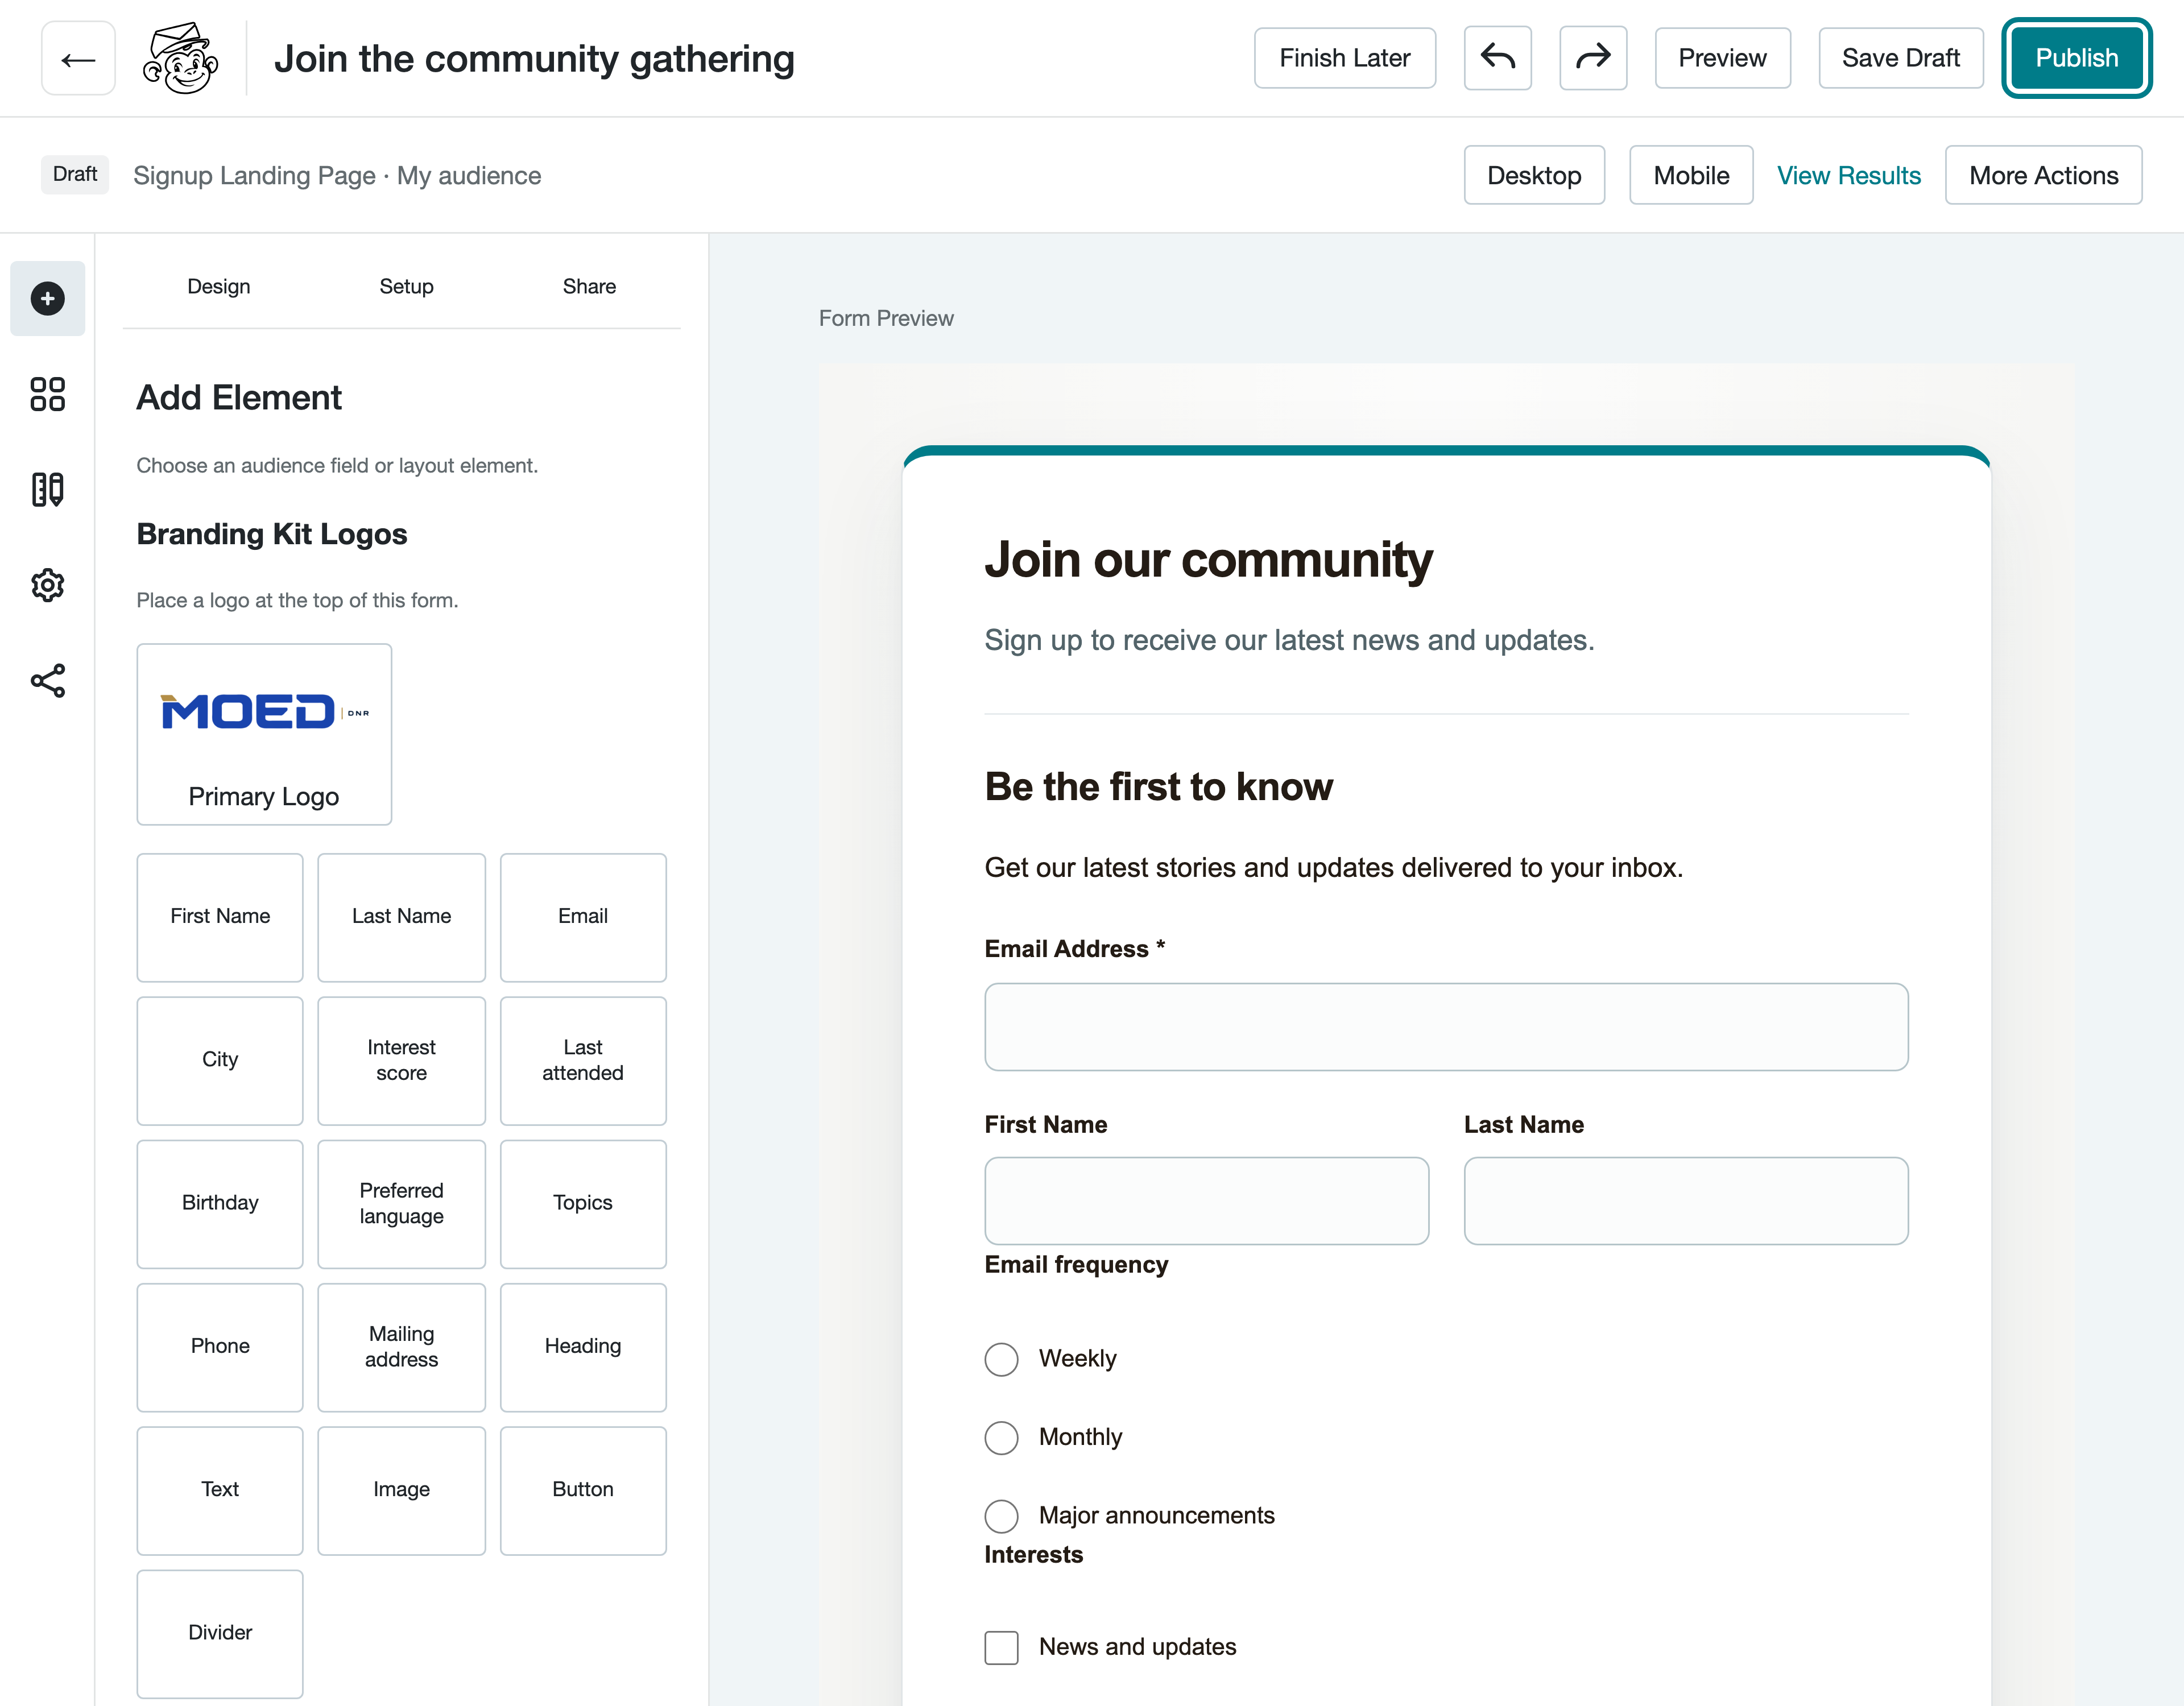 Join the community gathering
Finish Later
Preview
Save Draft
Publish
Draft
Signup Landing Page · My audience
Desktop
Mobile
View Results
More Actions
Design
Setup
Share
Add Element
Choose an audience field or layout element.
Branding Kit Logos
Place a logo at the top of this form.
MOED DNR
Primary Logo
First Name
Last Name
Email
City
Interest
score
Last
attended
Birthday
Preferred
language
Topics
Phone
Mailing
address
Heading
Text
Image
Button
Divider
Form Preview
Join our community
Sign up to receive our latest news and updates.
Be the first to know
Get our latest stories and updates delivered to your inbox.
Email Address *
First Name
Last Name
Email frequency
Weekly
Monthly
Major announcements
Interests
News and updates